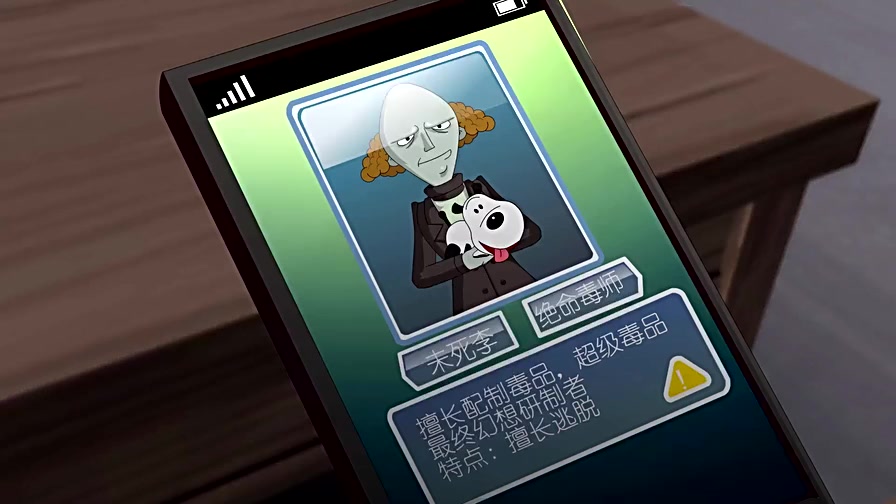 未死李
绝命毒师
擅长配制毒品，超级毒品
最终幻想研制者
特点：擅长逃脱